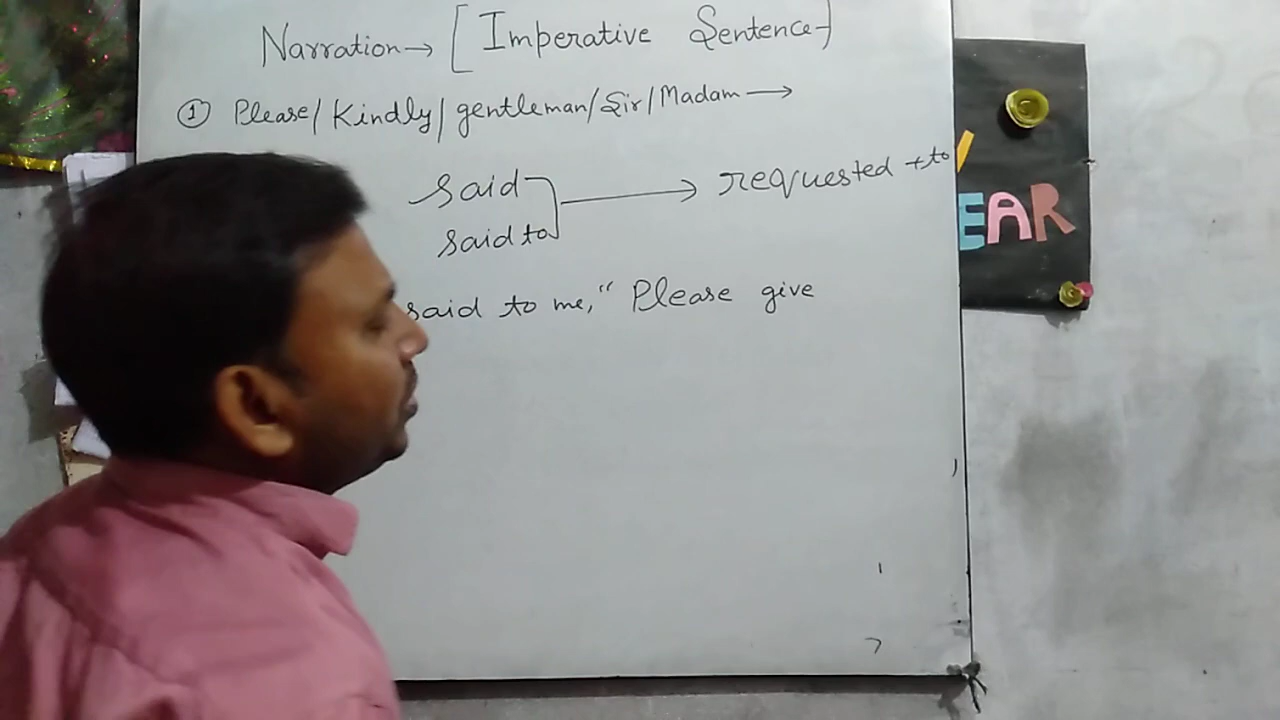 Narration → [Imperative Sentence]
① Please/Kindly/gentleman/Sir/Madam →
said
said to → requested + to
said to me, “Please give
EAR